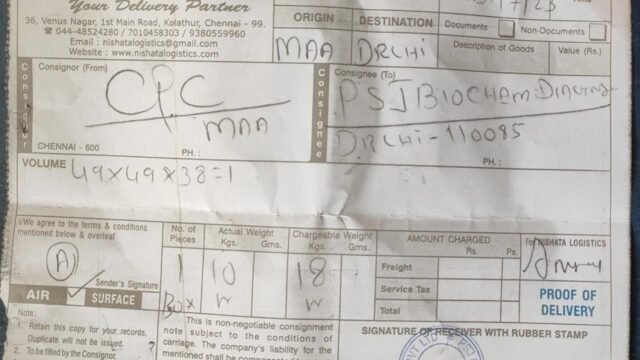 Your Delivery Partner
36, Venus Nagar, 1st Main Road, Kolathur, Chennai - 99.
☎ 044-48524280 / 7010458303 / 9380559960
Email : nishatalogistics@gmail.com
Website : www.nishatalogistics.com
ORIGIN DESTINATION
MAA DELHI
Documents Non-Documents
Description of Goods Value. (Rs.)
Consignor
Consignor (From)
CPC
MAA
CHENNAI - 600 PH. :
Consignee
Consignee (To)
PSJ BIOCHEM
DELHI-110085
PH. :
VOLUME 49x49x38=1
I/We agree to the terms & conditions
mentioned below & overleaf
A
Sender's Signature
AIR ✓ SURFACE
No. of Pieces
1
Box
Actual Weight
Kgs. Gms.
10
Chargeable Weight
Kgs. Gms.
18
AMOUNT CHARGED
Rs. Ps.
Freight
Service Tax
Total
For NISHATA LOGISTICS
PROOF OF
DELIVERY
Note :
1. Retain this copy for your records.
Duplicate will not be issued.
2. To be filled by the Consignor.
This is non-negotiable consignment
note subject to the conditions of
carriage. The company's liability for
the mentioned shall be
SIGNATURE OF RECEIVER WITH RUBBER STAMP